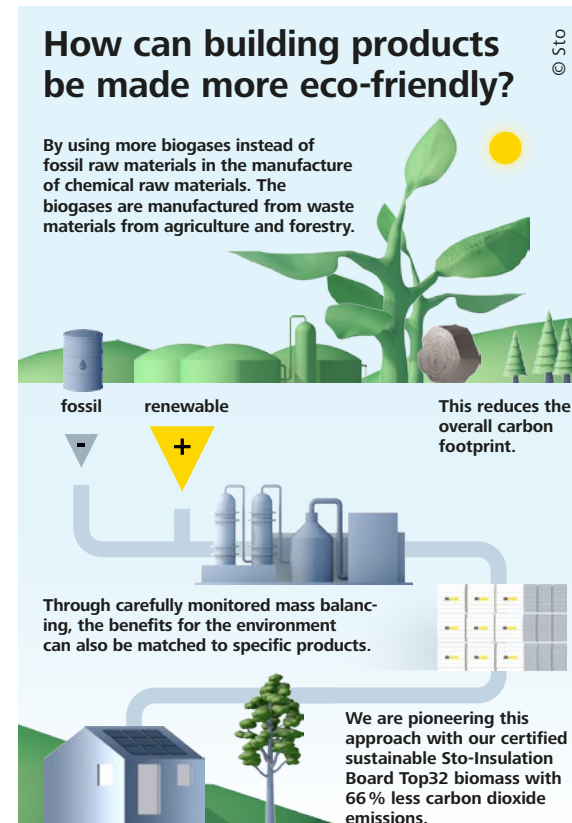 How can building products
be made more eco-friendly?
© Sto
By using more biogases instead of
fossil raw materials in the manufacture
of chemical raw materials. The
biogases are manufactured from waste
materials from agriculture and forestry.
fossil
renewable
-
+
This reduces the
overall carbon
footprint.
Through carefully monitored mass balanc-
ing, the benefits for the environment
can also be matched to specific products.
We are pioneering this
approach with our certified
sustainable Sto-Insulation
Board Top32 biomass with
66 % less carbon dioxide
emissions.